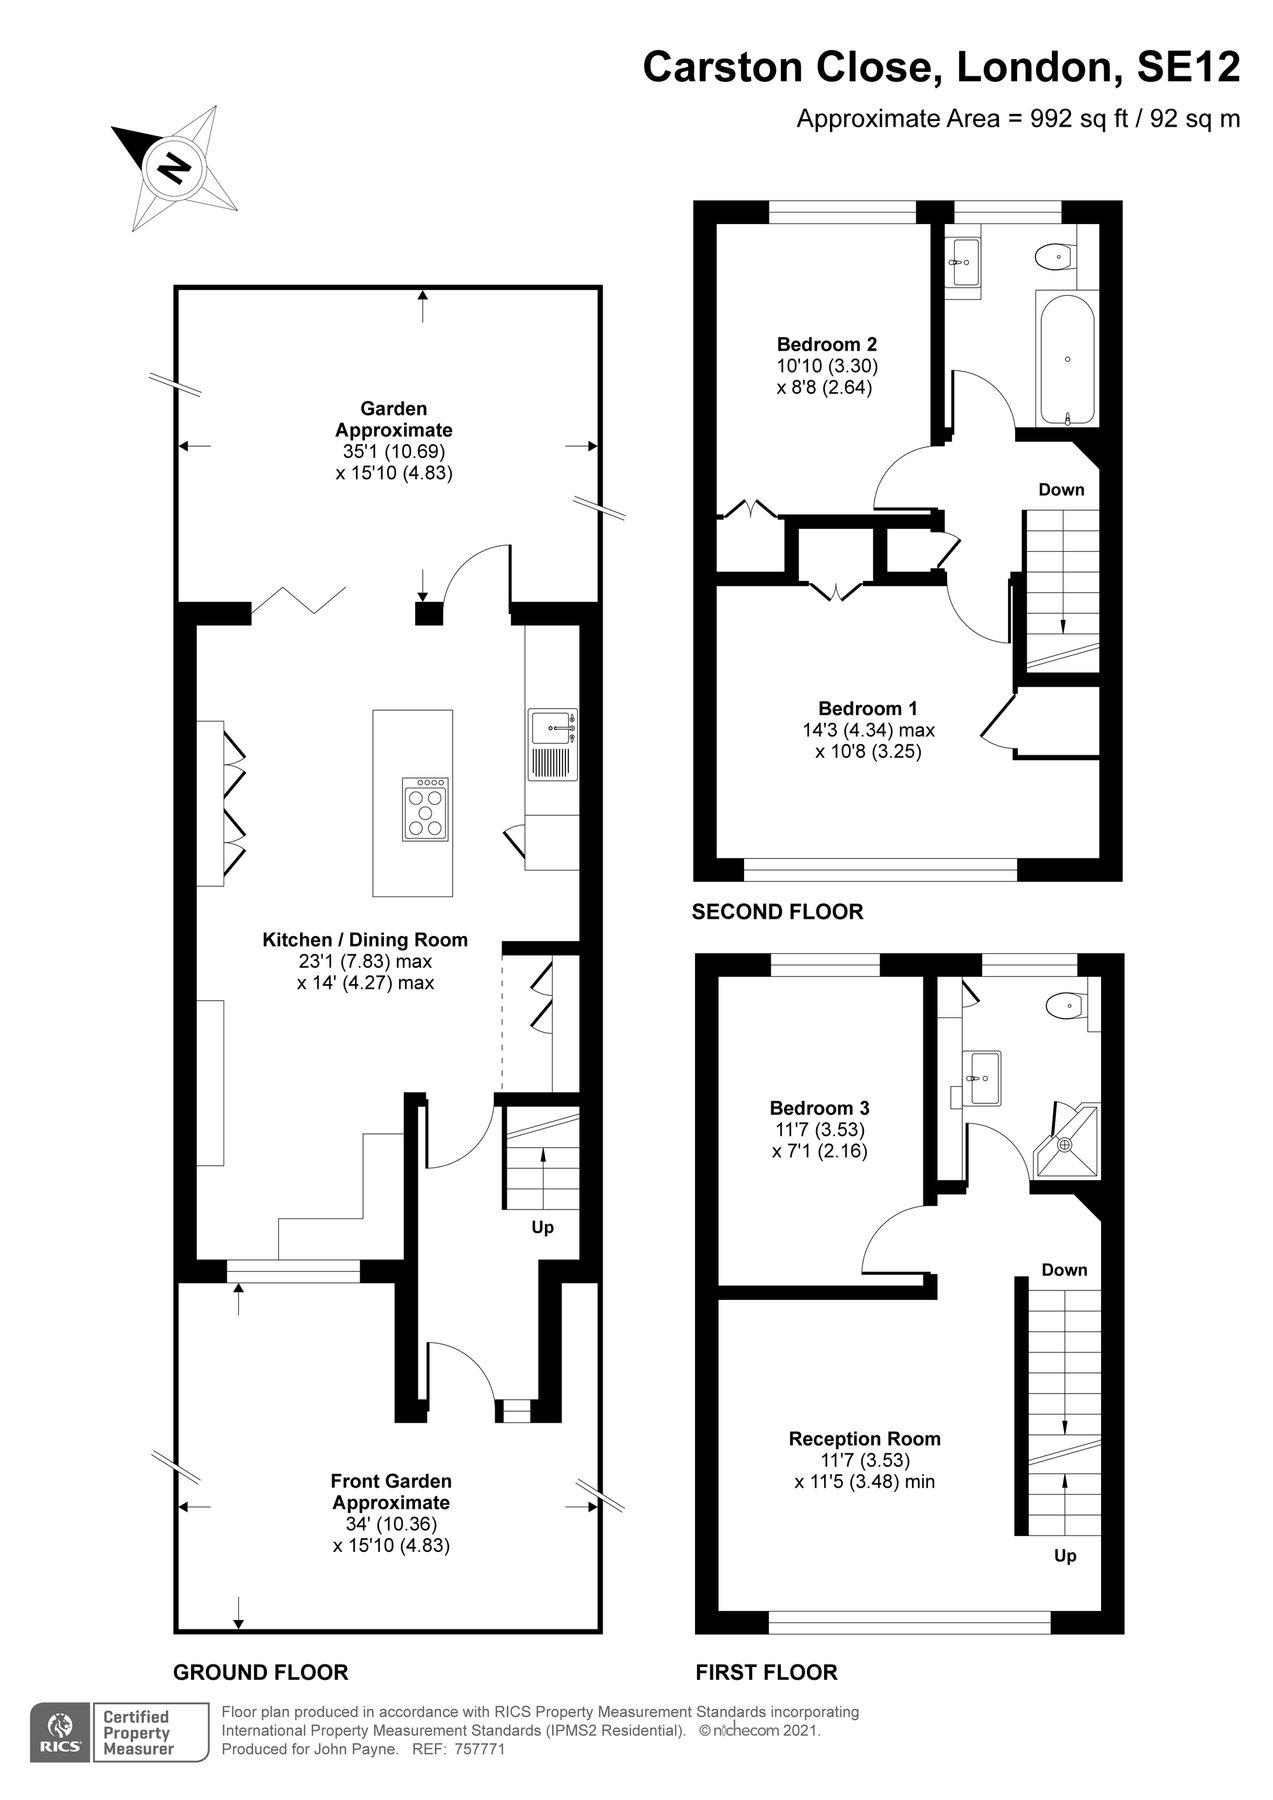 Carston Close, London, SE12
Approximate Area = 992 sq ft / 92 sq m
N
Garden
Approximate
35'1 (10.69)
x 15'10 (4.83)
Kitchen / Dining Room
23'1 (7.83) max
x 14' (4.27) max
Up
Front Garden
Approximate
34' (10.36)
x 15'10 (4.83)
GROUND FLOOR
Bedroom 2
10'10 (3.30)
x 8'8 (2.64)
Down
Bedroom 1
14'3 (4.34) max
x 10'8 (3.25)
SECOND FLOOR
Bedroom 3
11'7 (3.53)
x 7'1 (2.16)
Down
Reception Room
11'7 (3.53)
x 11'5 (3.48) min
Up
FIRST FLOOR
RICS
Certified
Property
Measurer
Floor plan produced in accordance with RICS Property Measurement Standards incorporating
International Property Measurement Standards (IPMS2 Residential). © nichecom 2021.
Produced for John Payne. REF: 757771